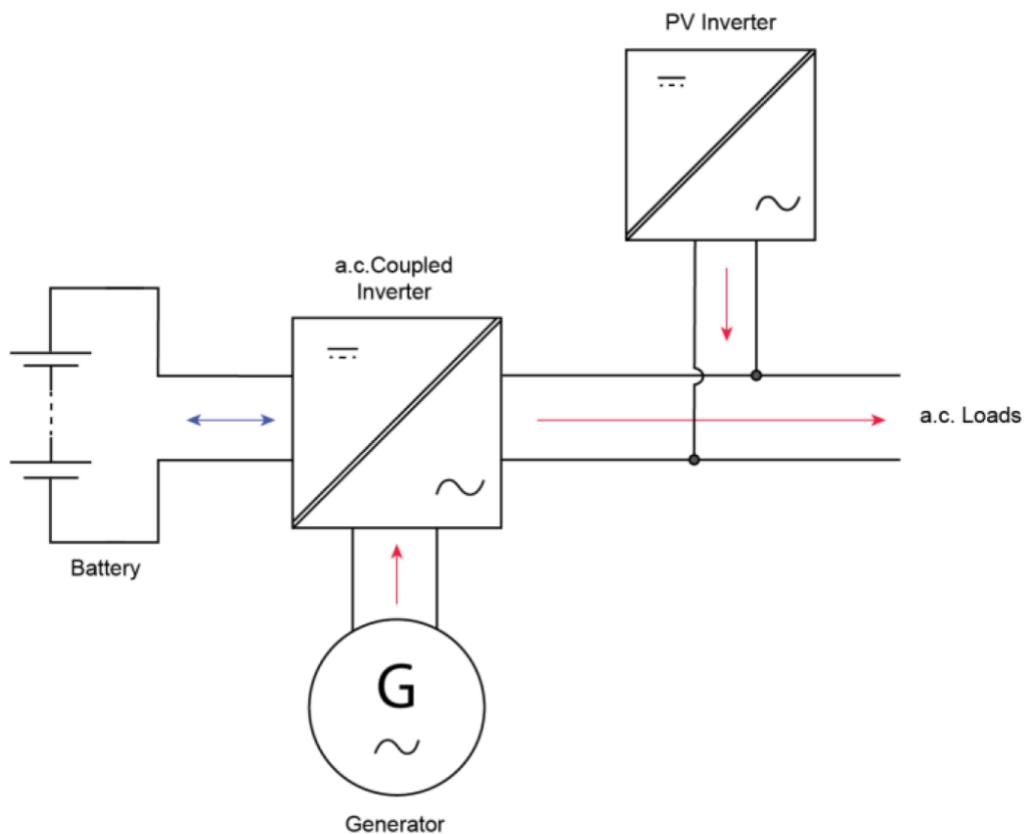 PV Inverter
a.c.Coupled
Inverter
a.c. Loads
Battery
G
Generator